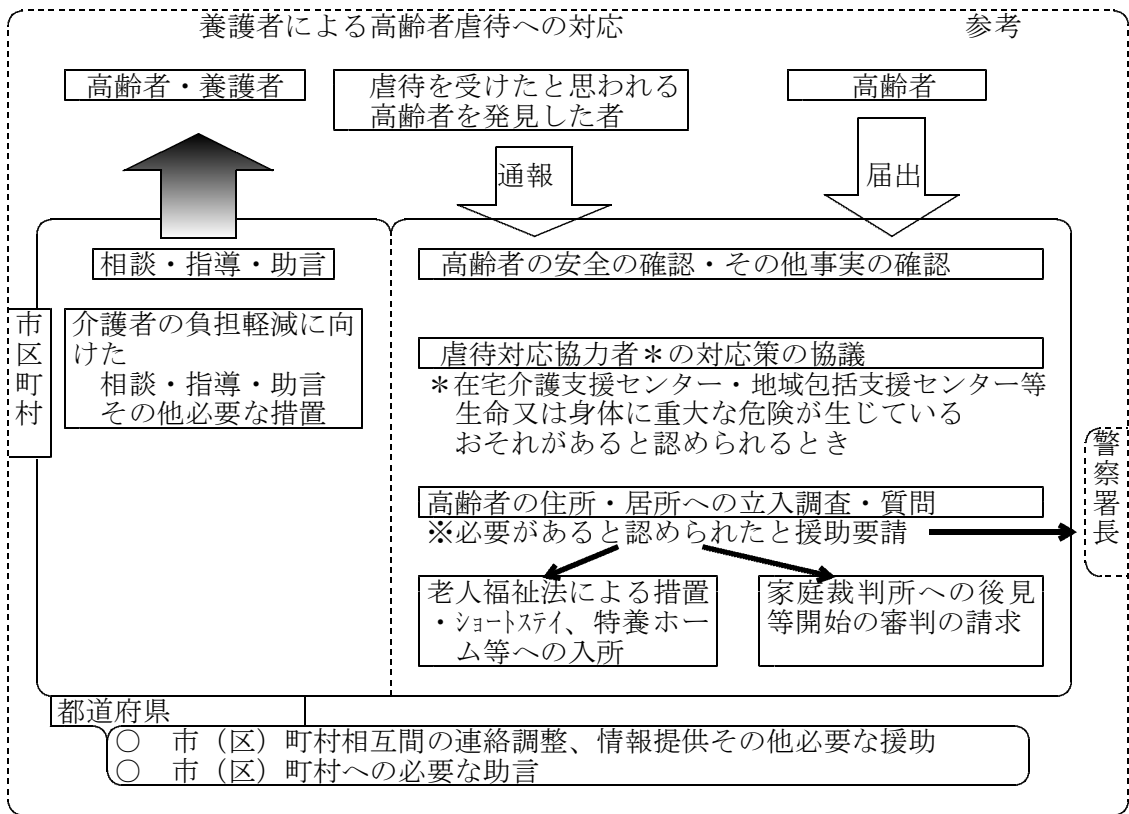 養護者による高齢者虐待への対応
参考
高齢者・養護者
虐待を受けたと思われる
高齢者を発見した者
高齢者
通報
届出
市区町村
相談・指導・助言
介護者の負担軽減に向
けた
相談・指導・助言
その他必要な措置
高齢者の安全の確認・その他事実の確認
虐待対応協力者＊の対応策の協議
＊在宅介護支援センター・地域包括支援センター等
生命又は身体に重大な危険が生じている
おそれがあると認められるとき
高齢者の住所・居所への立入調査・質問
※必要があると認められたと援助要請
警察署長
老人福祉法による措置
・ｼｮｰﾄｽﾃｲ、特養ホー
ム等への入所
家庭裁判所への後見
等開始の審判の請求
都道府県
○　市（区）町村相互間の連絡調整、情報提供その他必要な援助
○　市（区）町村への必要な助言